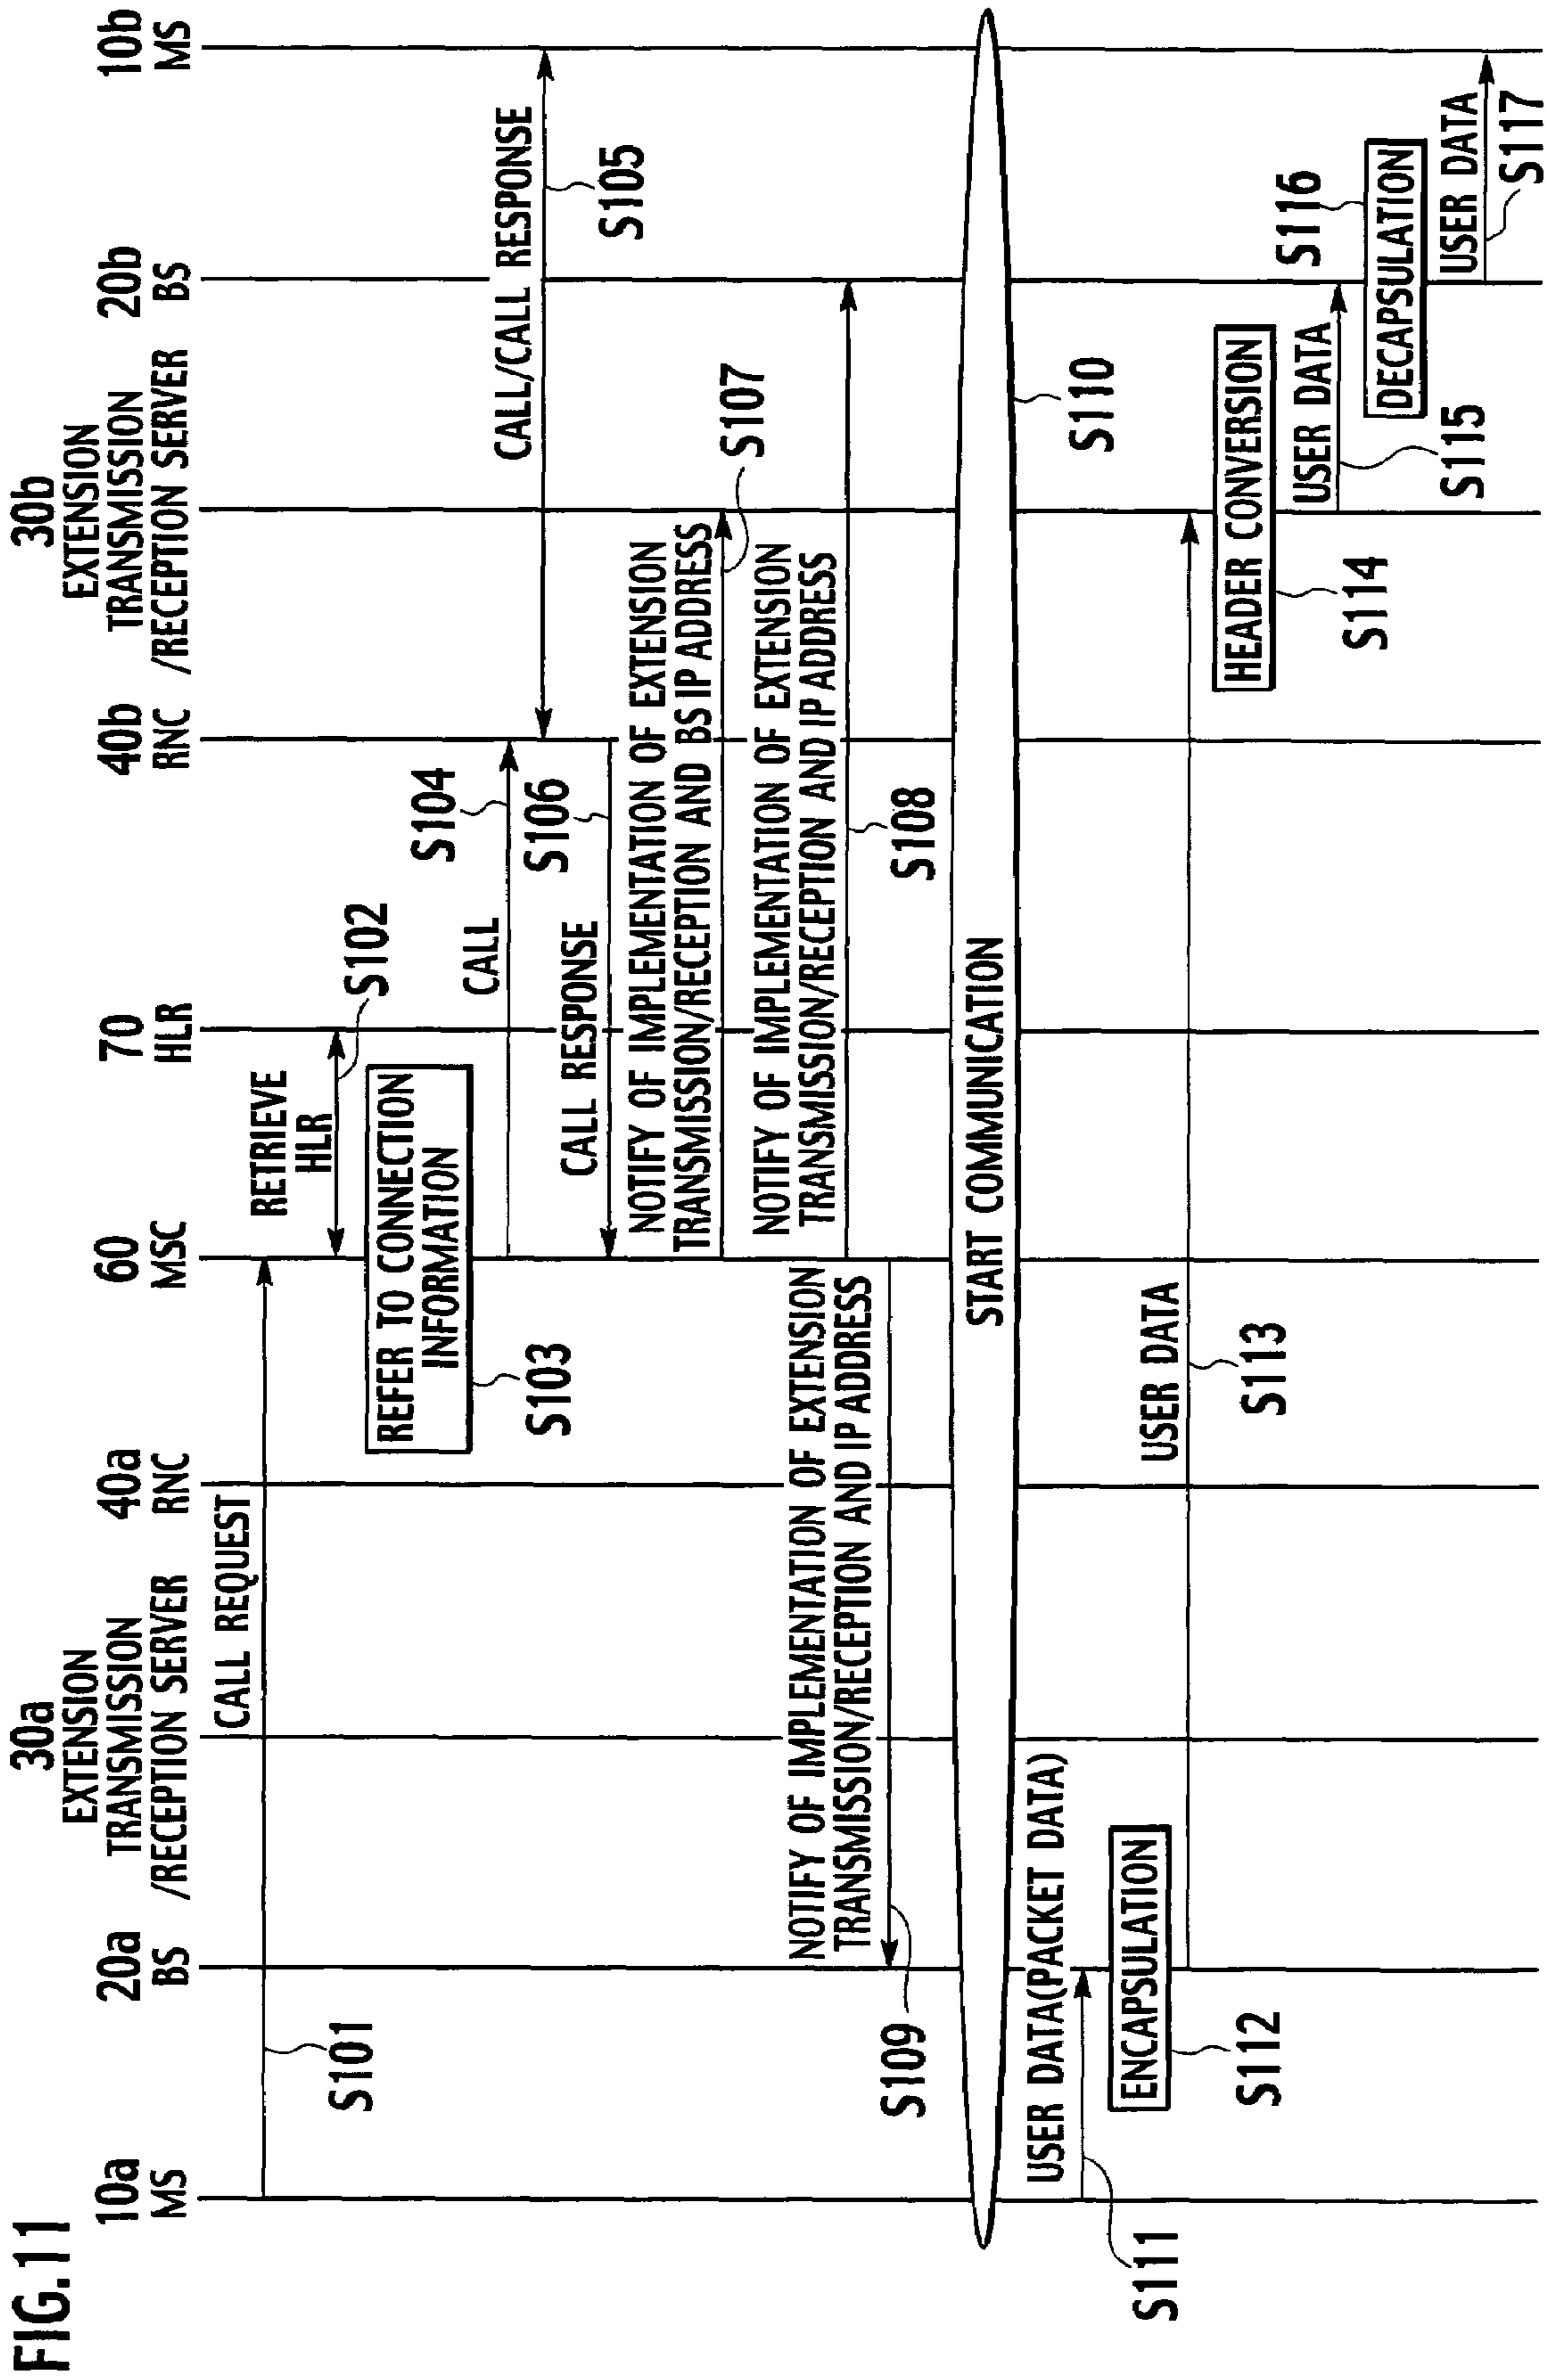 FIG.11
10a
MS
20a
BS
30a
EXTENSION
TRANSMISSION
/RECEPTION SERVER
40a
RNC
60
MSC
70
HLR
40b
RNC
30b
EXTENSION
TRANSMISSION
/RECEPTION SERVER
20b
BS
10b
MS
CALL REQUEST
S101
RETRIEVE
HLR
S102
REFER TO CONNECTION
INFORMATION
S103
CALL
S104
CALL/CALL RESPONSE
S105
CALL RESPONSE
S106
NOTIFY OF IMPLEMENTATION OF EXTENSION
TRANSMISSION/RECEPTION AND BS IP ADDRESS
S107
NOTIFY OF IMPLEMENTATION OF EXTENSION
TRANSMISSION/RECEPTION AND IP ADDRESS
S108
NOTIFY OF IMPLEMENTATION OF EXTENSION
TRANSMISSION/RECEPTION AND IP ADDRESS
S109
START COMMUNICATION
S110
USER DATA(PACKET DATA)
S111
ENCAPSULATION
S112
USER DATA
S113
HEADER CONVERSION
S114
USER DATA
S115
DECAPSULATION
S116
USER DATA
S117